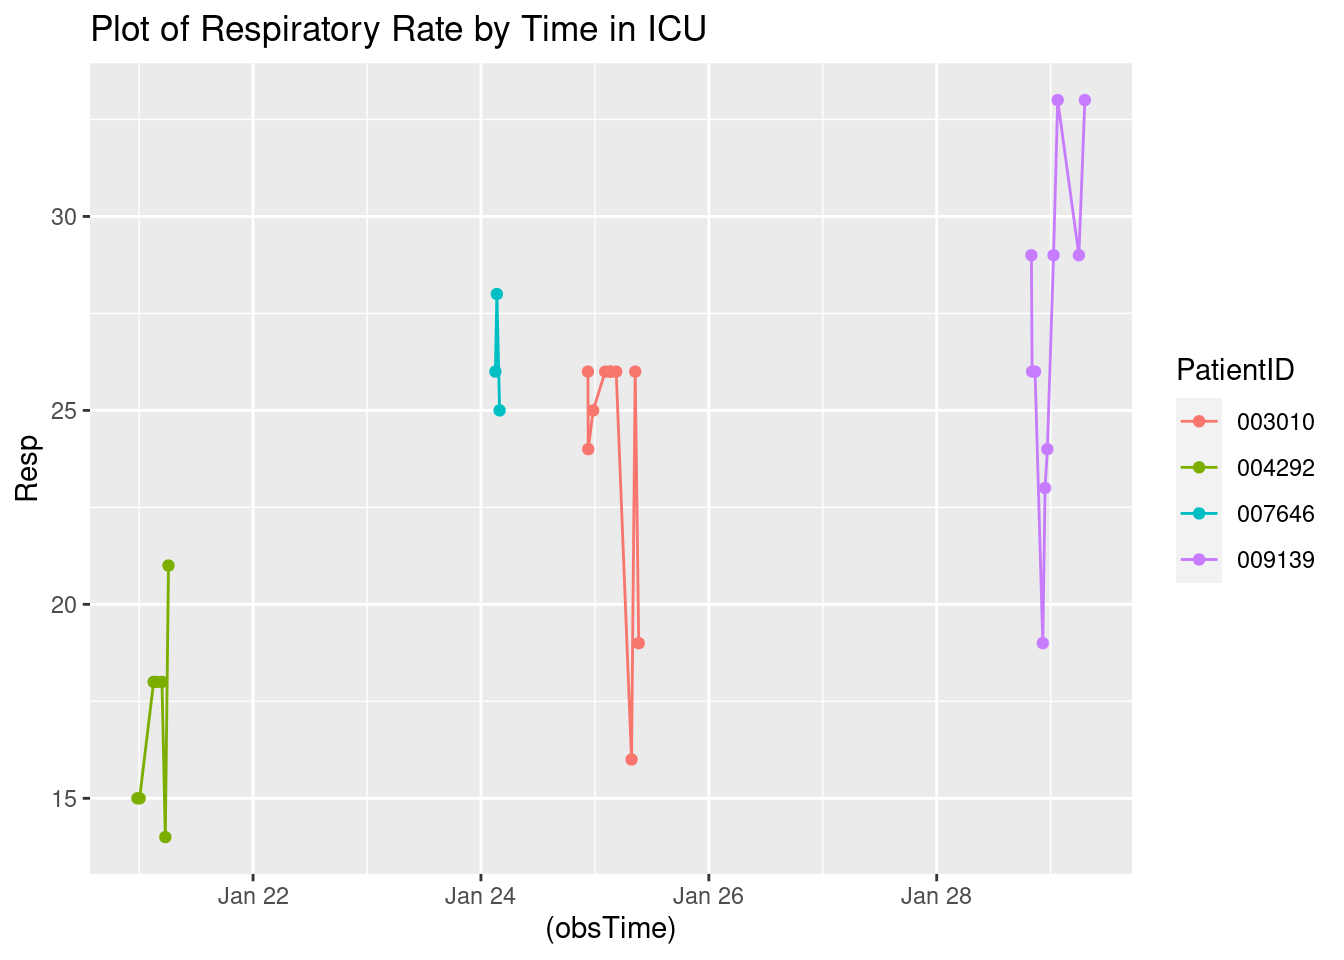 Plot of Respiratory Rate by Time in ICU
30
25
20
15
Resp
Jan 22
Jan 24
Jan 26
Jan 28
(obsTime)
PatientID
003010
004292
007646
009139